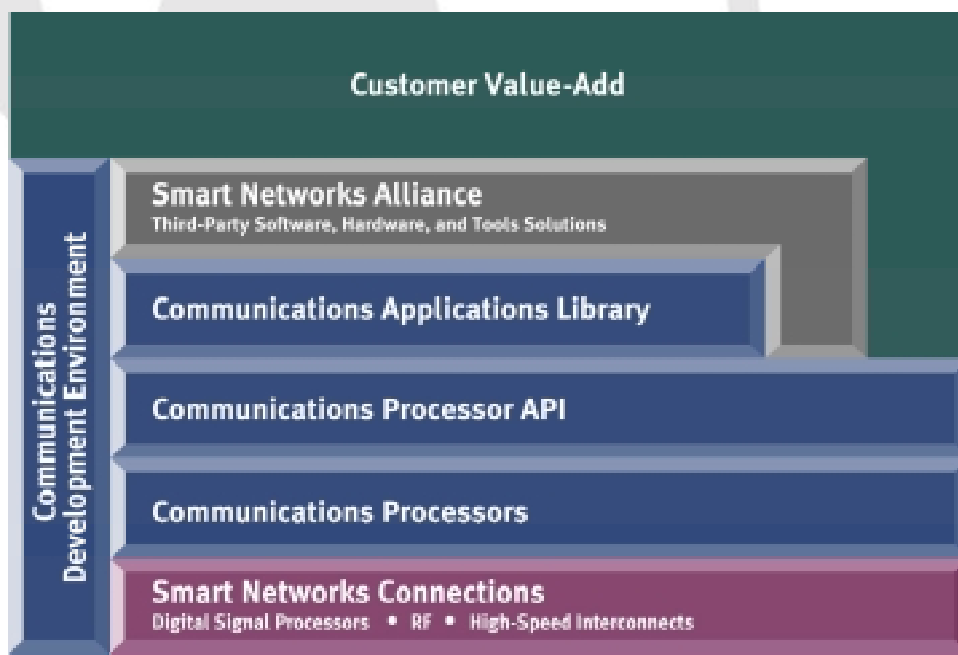 Customer Value-Add
Smart Networks Alliance
Third-Party Software, Hardware, and Tools Solutions
Communications Applications Library
Communications Processor API
Communications Processors
Smart Networks Connections
Digital Signal Processors • RF • High-Speed Interconnects
Communications
Development Environment